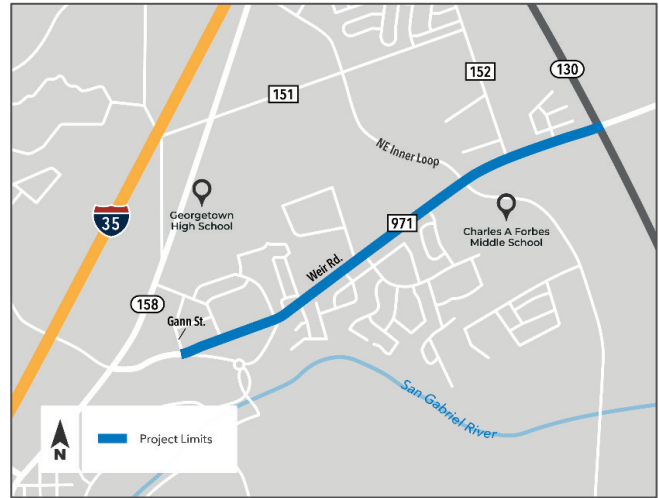 130
152
151
NE Inner Loop
Georgetown
High School
35
971
Charles A Forbes
Middle School
Weir Rd.
158
Gann St.
San Gabriel River
N
Project Limits